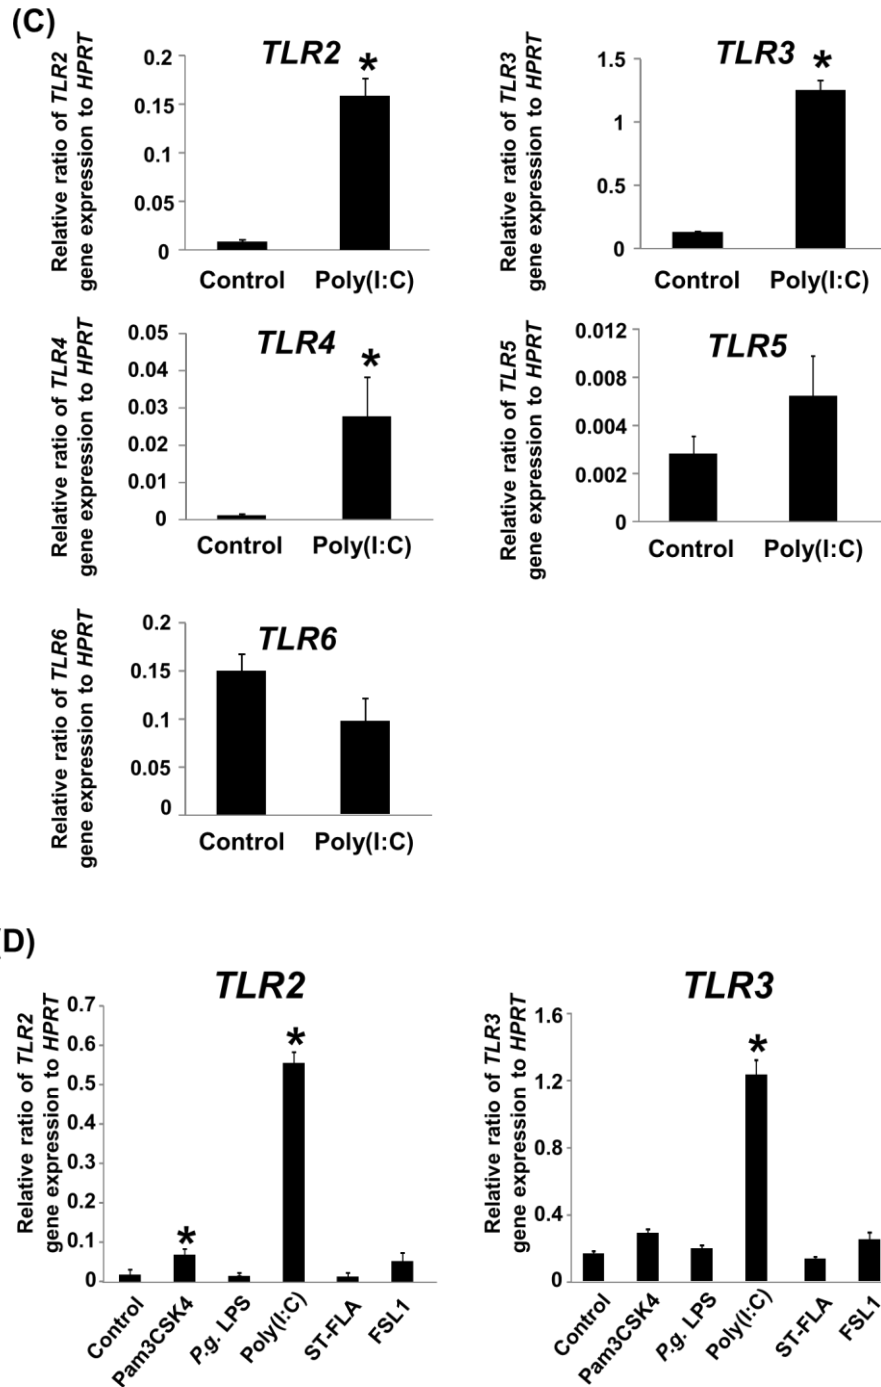 (C)
TLR2
Relative ratio of TLR2
gene expression to HPRT
0.2
0.15
0.1
0.05
0
*
Control
Poly(I:C)
TLR3
Relative ratio of TLR3
gene expression to HPRT
1.5
1
0.5
0
*
Control
Poly(I:C)
TLR4
Relative ratio of TLR4
gene expression to HPRT
0.05
0.04
0.03
0.02
0.01
0
*
Control
Poly(I:C)
TLR5
Relative ratio of TLR5
gene expression to HPRT
0.012
0.008
0.004
0.002
0
Control
Poly(I:C)
TLR6
Relative ratio of TLR6
gene expression to HPRT
0.2
0.15
0.1
0.05
0
Control
Poly(I:C)
(D)
TLR2
Relative ratio of TLR2
gene expression to HPRT
0.7
0.6
0.5
0.4
0.3
0.2
0.1
0
*
*
Control
Pam3CSK4
P.g. LPS
Poly(I:C)
ST-FLA
FSL1
TLR3
Relative ratio of TLR3
gene expression to HPRT
1.6
1.2
0.8
0.4
0
*
Control
Pam3CSK4
P.g. LPS
Poly(I:C)
ST-FLA
FSL1